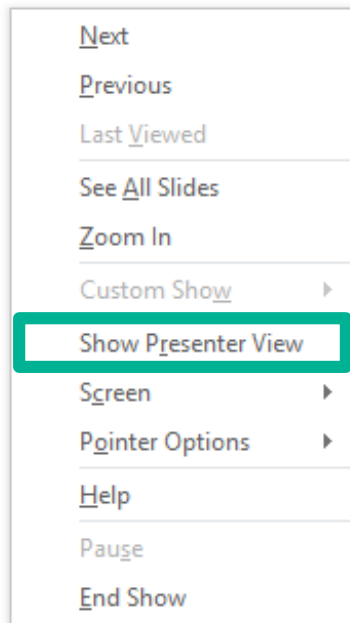 Next
Previous
Last Viewed
See All Slides
Zoom In
Custom Show
Show Presenter View
Screen
Pointer Options
Help
Pause
End Show